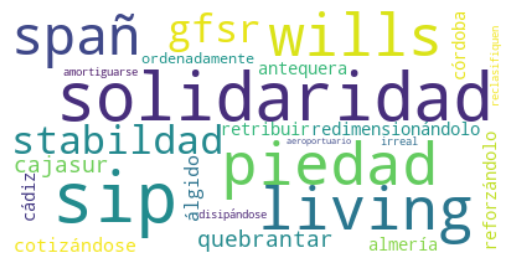 spañ gfsr wills córdoba
ordenadamente
amortiguarse antequera reclasifiquen
solidaridad
stabildad retribuir redimensionándolo
cajasur piedad aeroportuario irreal
cádiz sip álgido living reforzándolo
disipándose
cotizándose quebrantar almería